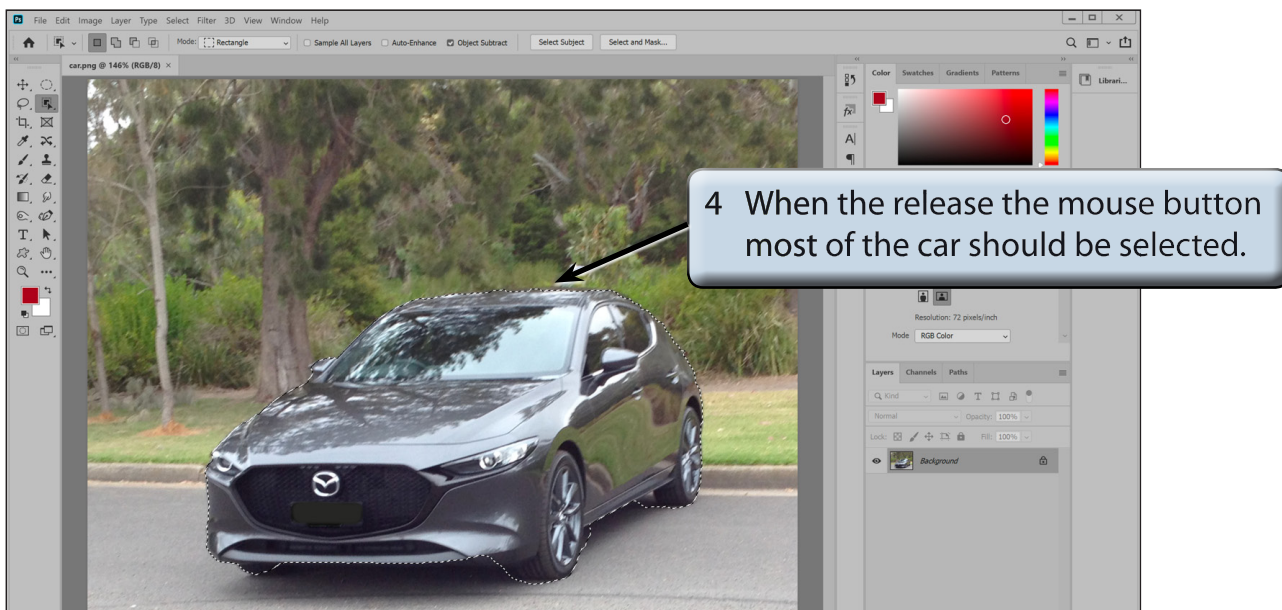 Ps File Edit Image Layer Type Select Filter 3D View Window Help
Mode: Rectangle Sample All Layers Auto-Enhance Object Subtract Select Subject Select and Mask...
car.png @ 146% (RGB/8) ×
Color Swatches Gradients Patterns
Librari...
4 When the release the mouse button
most of the car should be selected.
Resolution: 72 pixels/inch
Mode RGB Color
Layers Channels Paths
Kind
Normal Opacity: 100%
Lock: Fill: 100%
Background